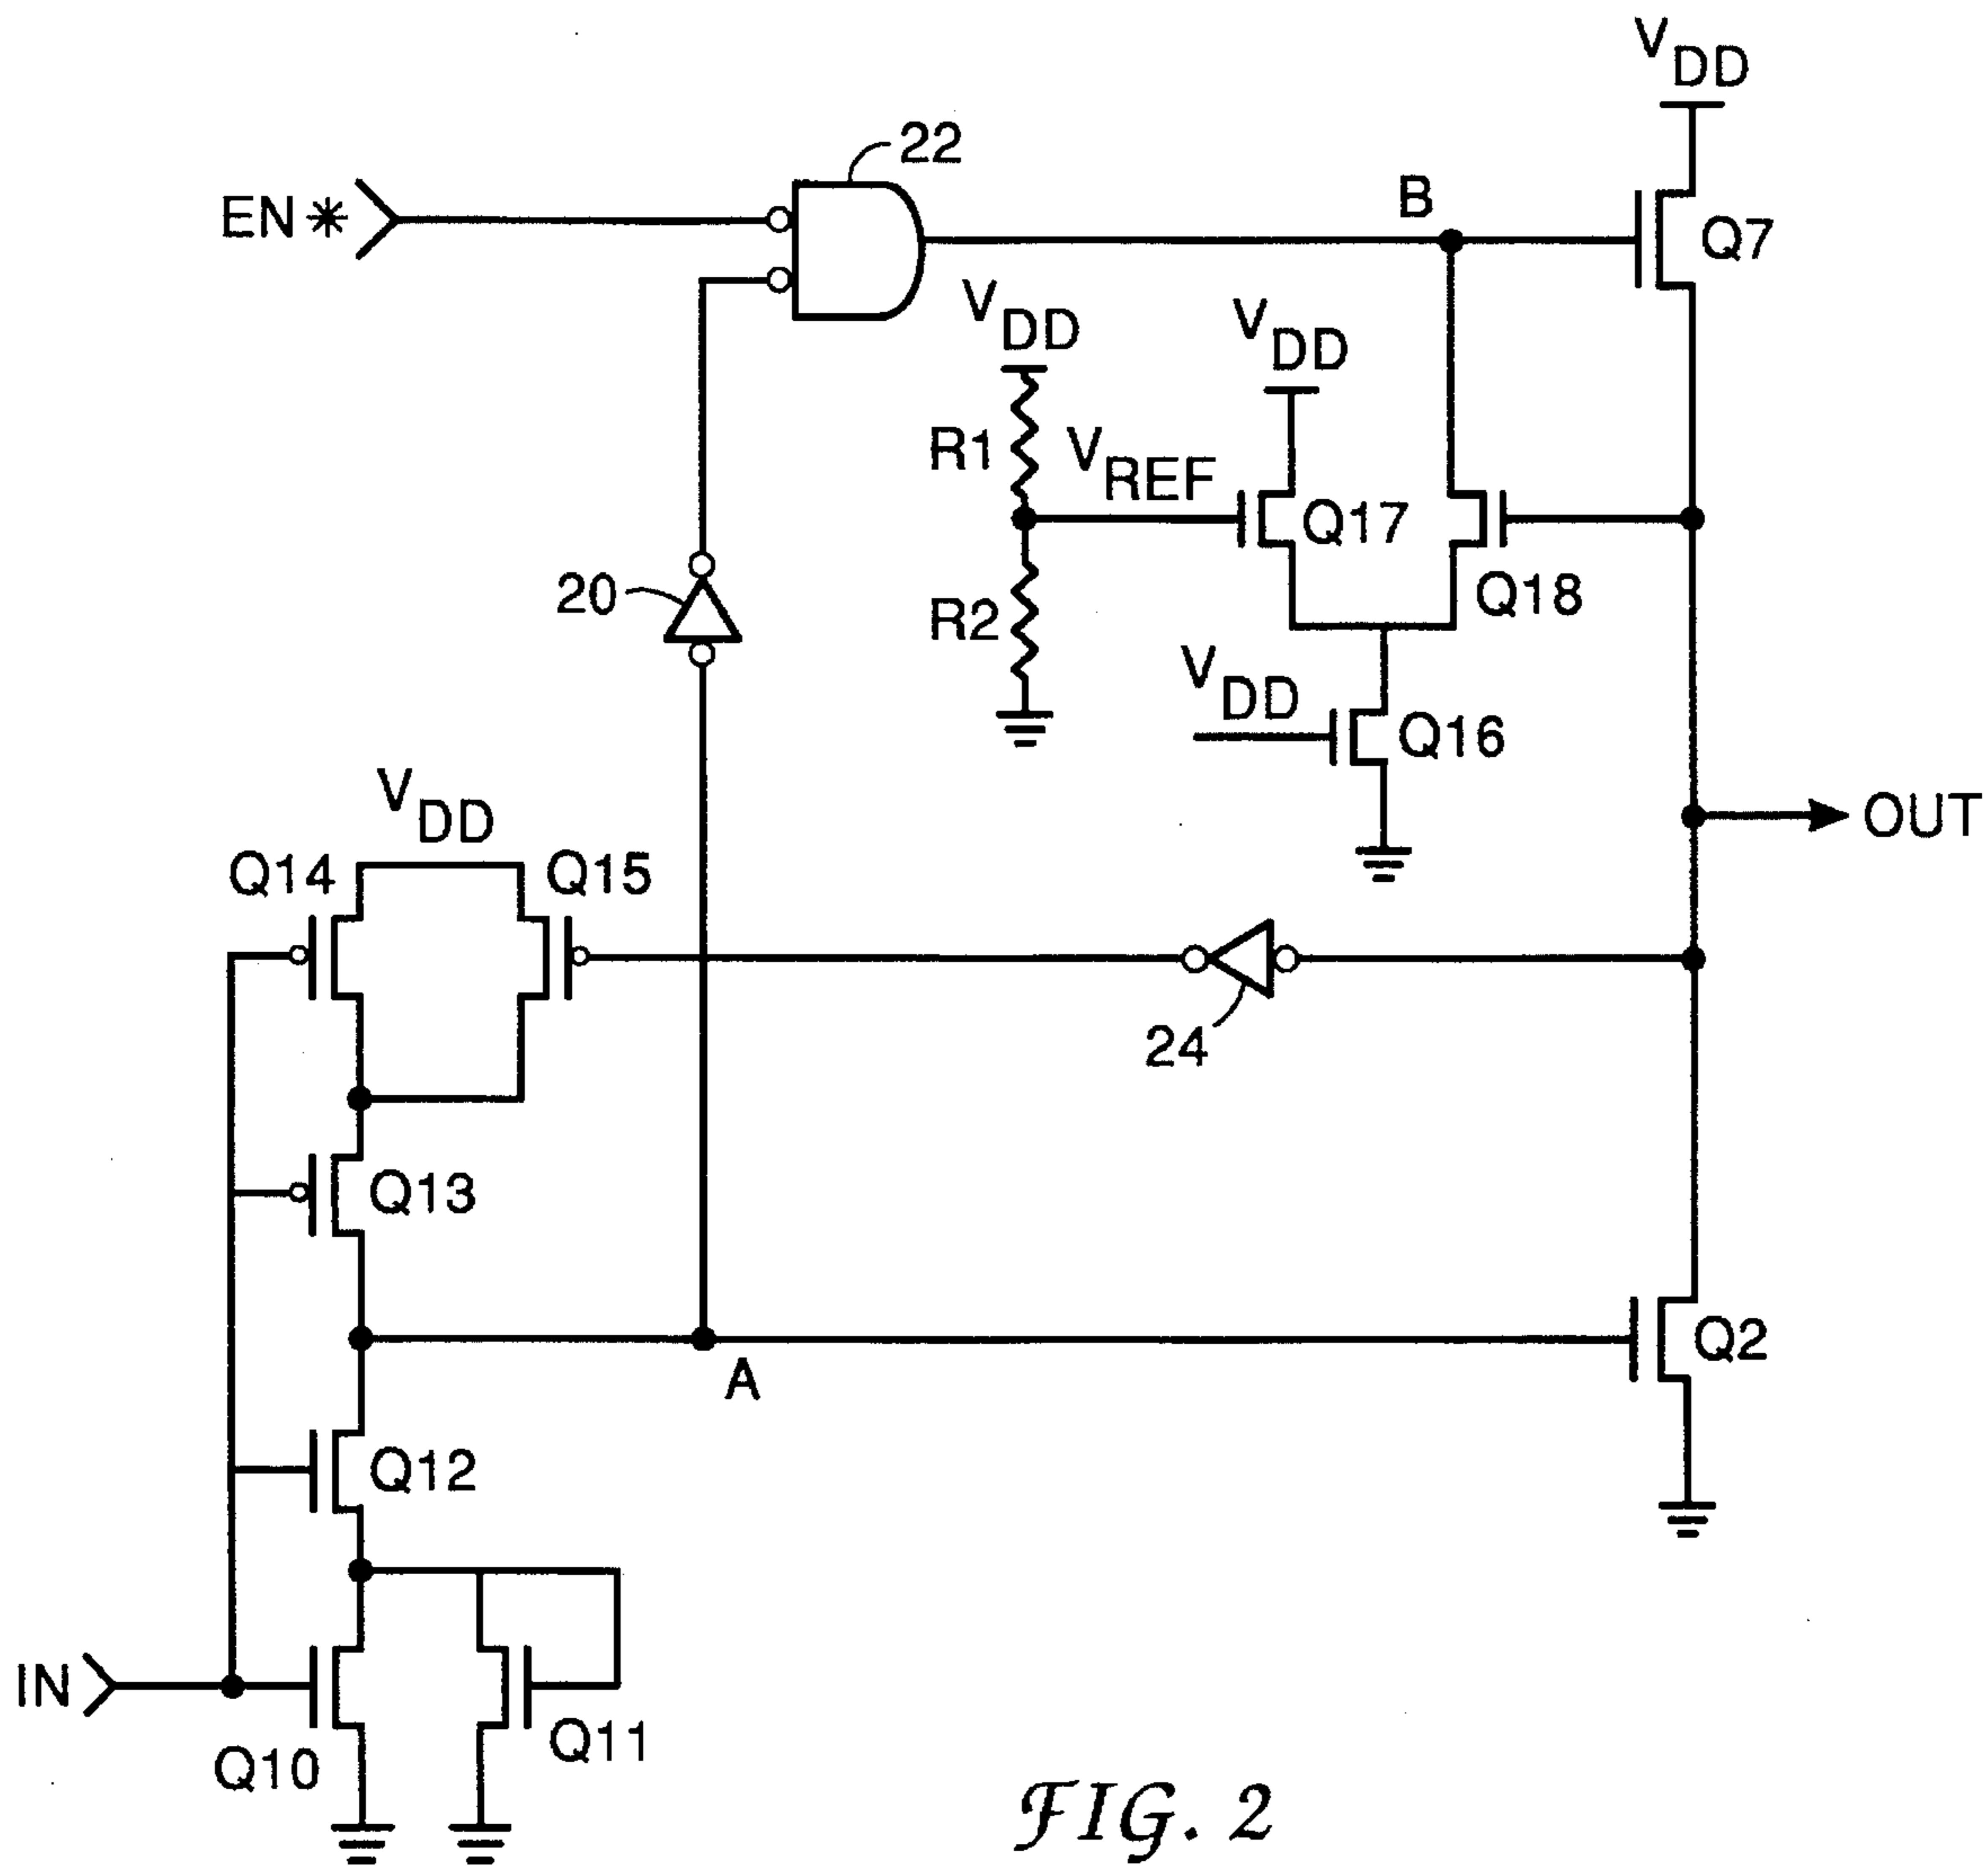 VDD
22
EN*
B
Q7
VDD
VDD
R1
VREF
Q17
20
R2
Q18
VDD
Q16
VDD
OUT
Q14
Q15
24
Q13
A
Q2
Q12
IN
Q10
Q11
FIG. 2